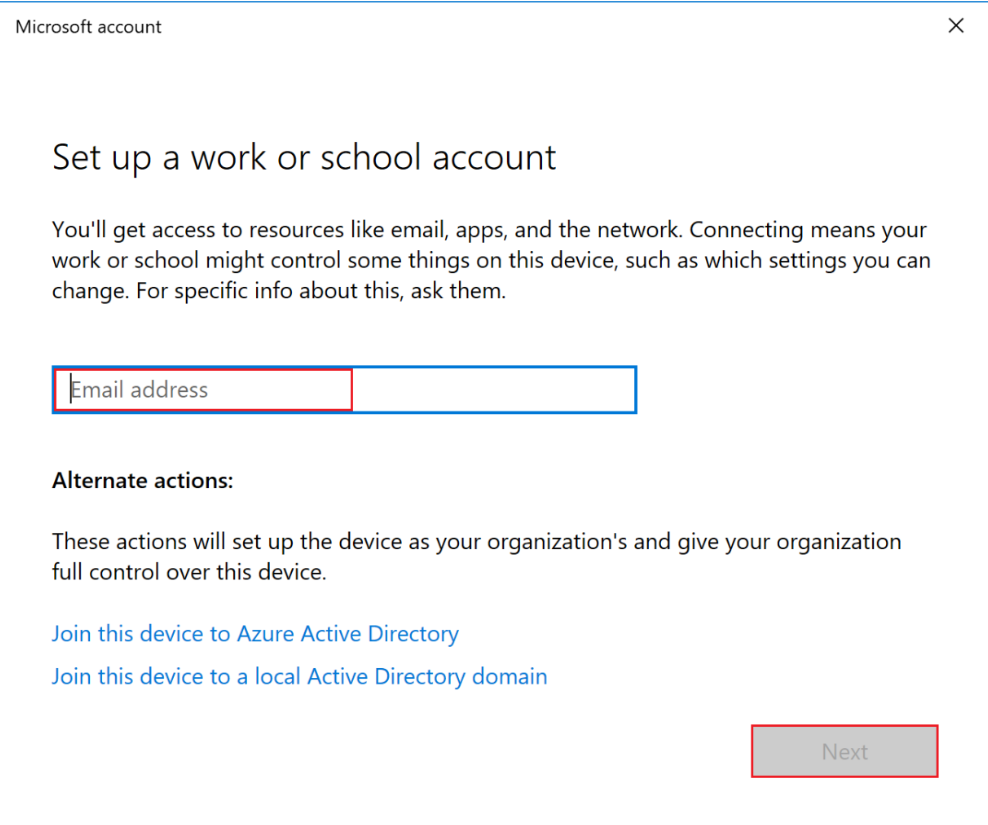 Microsoft account
Set up a work or school account
You'll get access to resources like email, apps, and the network. Connecting means your
work or school might control some things on this device, such as which settings you can
change. For specific info about this, ask them.
Email address
Alternate actions:
These actions will set up the device as your organization's and give your organization
full control over this device.
Join this device to Azure Active Directory
Join this device to a local Active Directory domain
Next